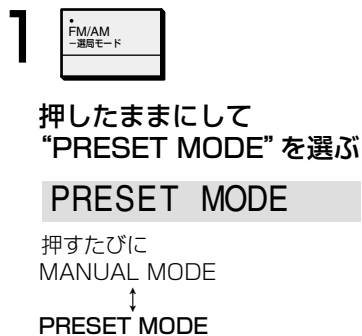 1
FM/AM
−選局モード
押したままにして
“PRESET MODE”を選ぶ
PRESET MODE
押すたびに
MANUAL MODE
↕
PRESET MODE